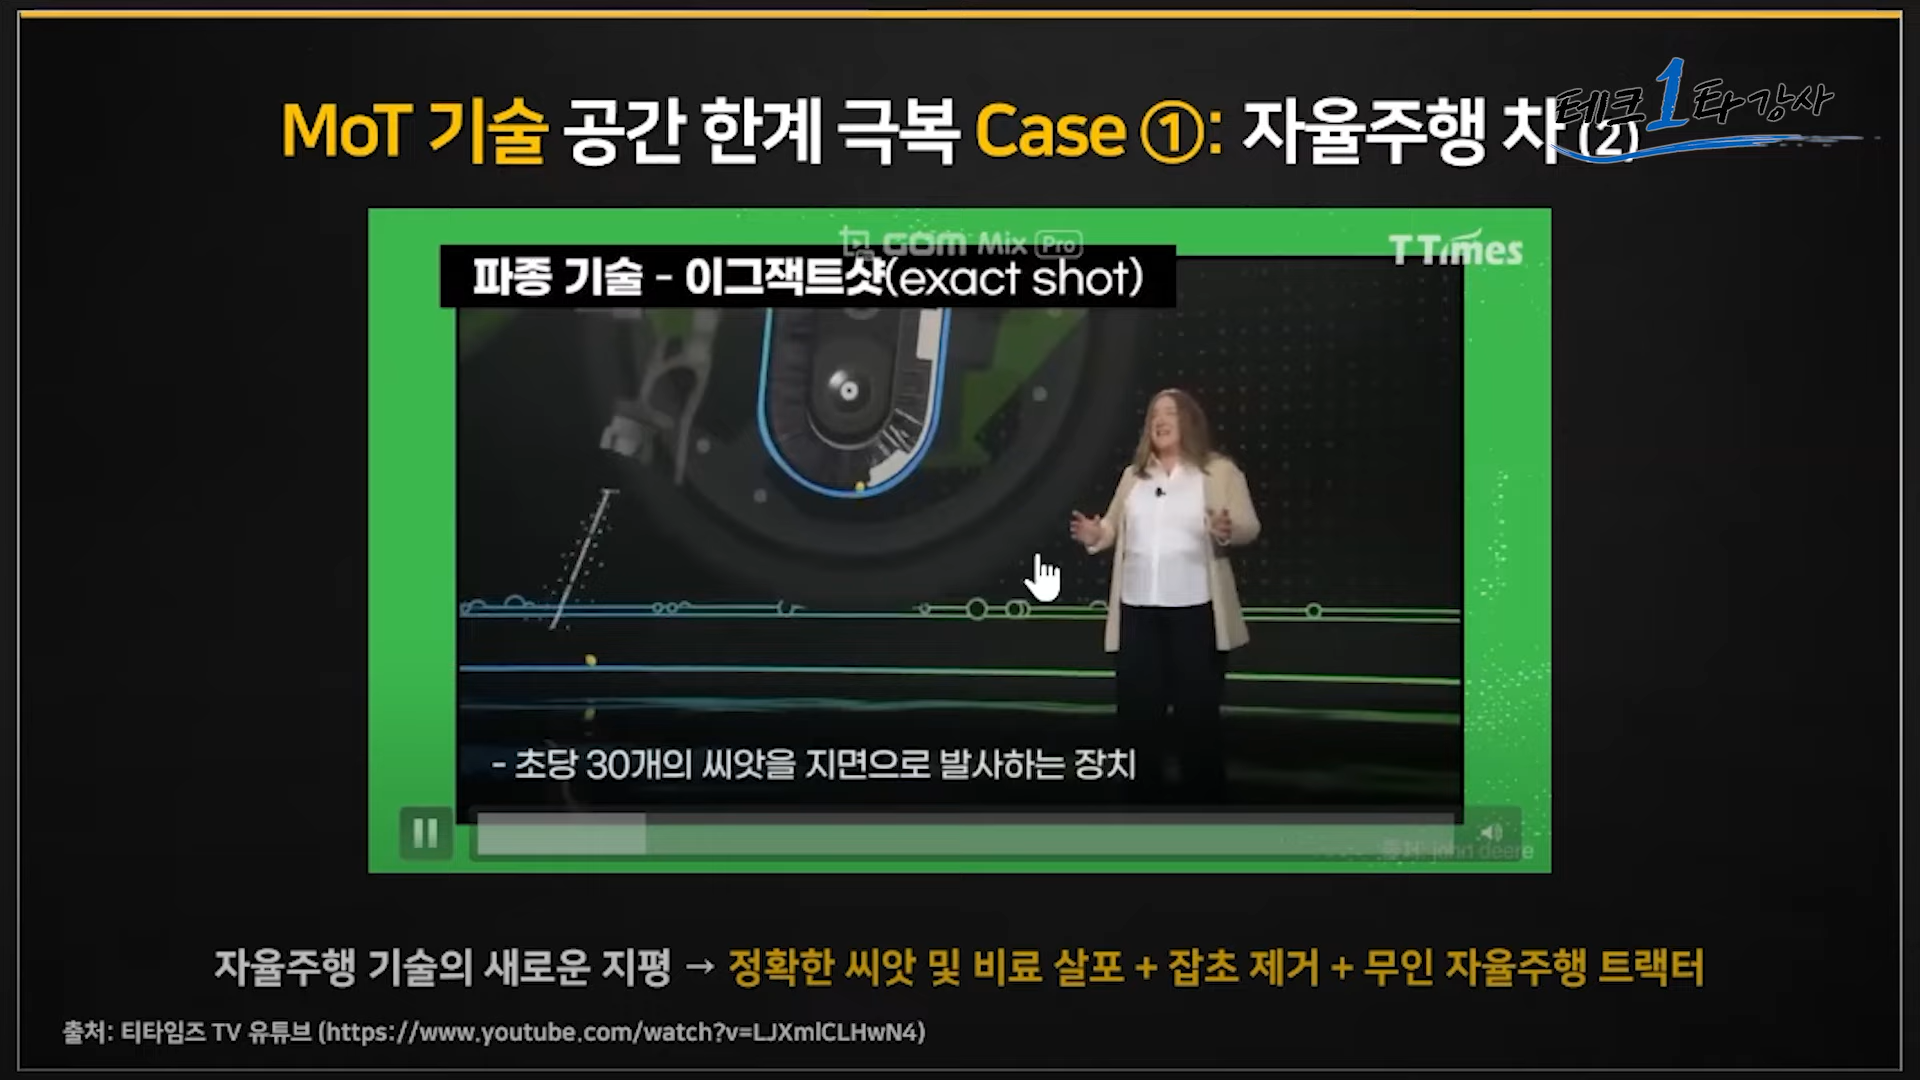 테크1타강사
MoT 기술 공간 한계 극복 Case ①: 자율주행 차 (2)
GOM Mix Pro
TTimes
파종 기술 - 이그잭트샷(exact shot)
- 초당 30개의 씨앗을 지면으로 발사하는 장치
출처: john deere
자율주행 기술의 새로운 지평 → 정확한 씨앗 및 비료 살포 + 잡초 제거 + 무인 자율주행 트랙터
출처: 티타임즈 TV 유튜브 (https://www.youtube.com/watch?v=LJXmlCLHwN4)